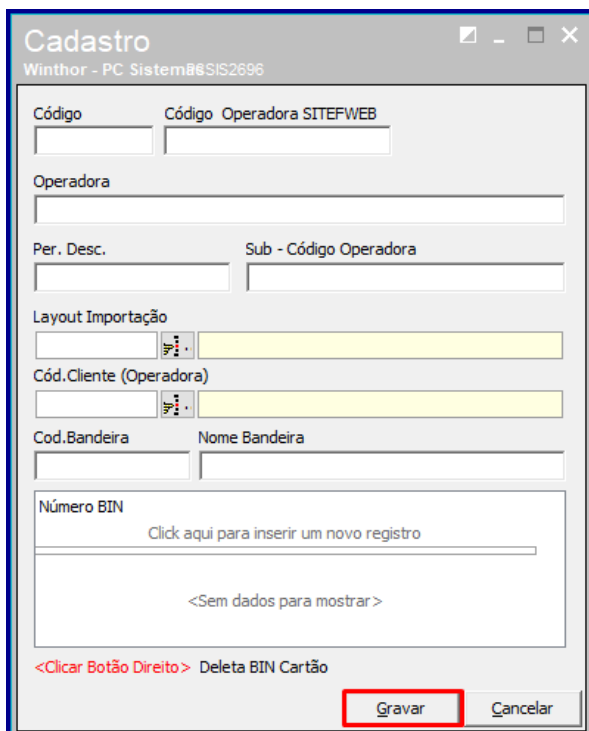 Cadastro
Winthor - PC Sistemas PCSIS2696
Código Código Operadora SITEFWEB
Operadora
Per. Desc. Sub - Código Operadora
Layout Importação
Cód.Cliente (Operadora)
Cod.Bandeira Nome Bandeira
Número BIN
Click aqui para inserir um novo registro
<Sem dados para mostrar>
<Clicar Botão Direito> Deleta BIN Cartão
Gravar Cancelar